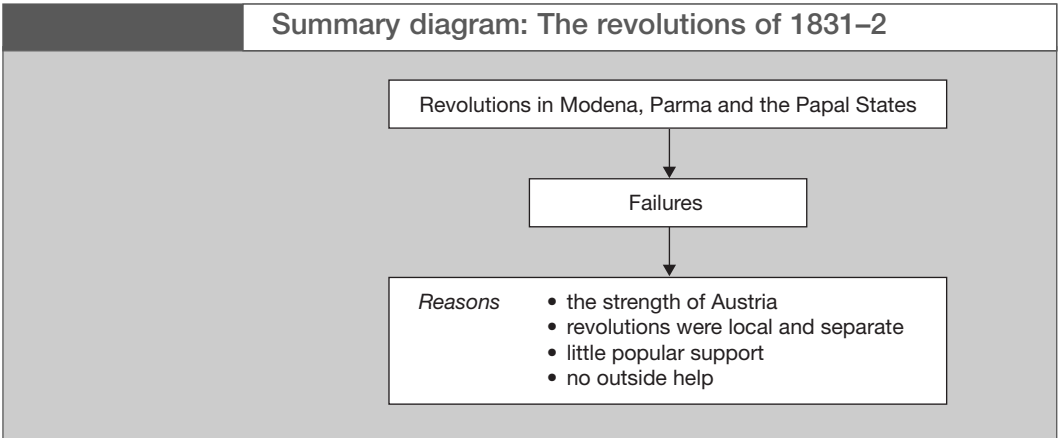 Summary diagram: The revolutions of 1831–2
Revolutions in Modena, Parma and the Papal States
Failures
Reasons • the strength of Austria
• revolutions were local and separate
• little popular support
• no outside help